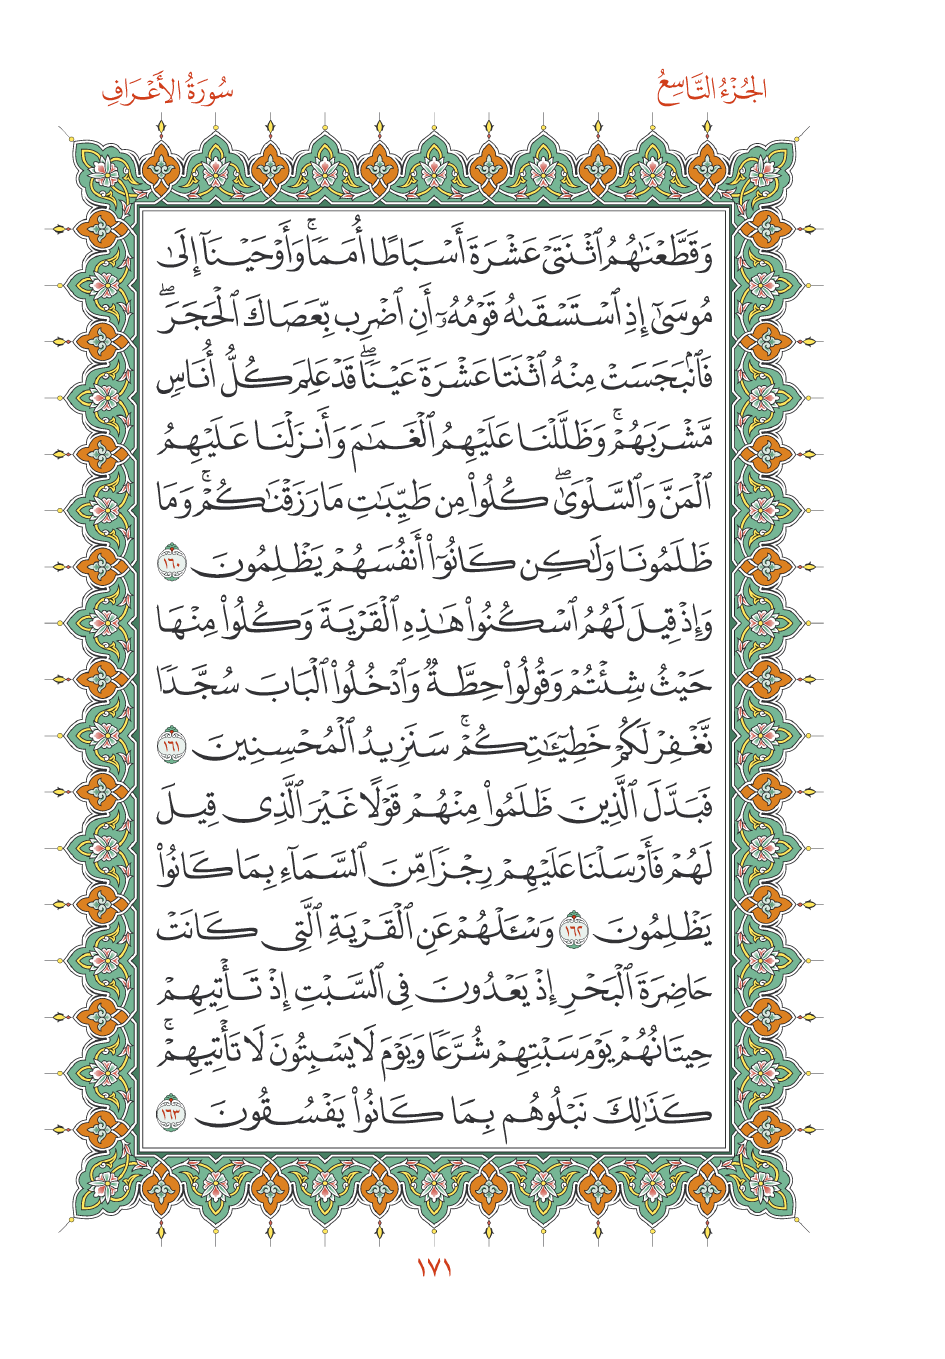 الجُزْءُ التَّاسِعُ
سُورَةُ الأَعْرَافِ
وَقَطَّعْنَٰهُمُ ٱثْنَتَىْ عَشْرَةَ أَسْبَاطًا أُمَمًاۚ وَأَوْحَيْنَآ إِلَىٰ
مُوسَىٰٓ إِذِ ٱسْتَسْقَىٰهُ قَوْمُهُۥٓ أَنِ ٱضْرِب بِّعَصَاكَ ٱلْحَجَرَۖ
فَٱنۢبَجَسَتْ مِنْهُ ٱثْنَتَا عَشْرَةَ عَيْنًاۖ قَدْ عَلِمَ كُلُّ أُنَاسٍ
مَّشْرَبَهُمْۚ وَظَلَّلْنَا عَلَيْهِمُ ٱلْغَمَٰمَ وَأَنزَلْنَا عَلَيْهِمُ
ٱلْمَنَّ وَٱلسَّلْوَىٰۖ كُلُوا۟ مِن طَيِّبَٰتِ مَا رَزَقْنَٰكُمْۚ وَمَا
ظَلَمُونَا وَلَٰكِن كَانُوٓا۟ أَنفُسَهُمْ يَظْلِمُونَ ١٦٠
وَإِذْ قِيلَ لَهُمُ ٱسْكُنُوا۟ هَٰذِهِ ٱلْقَرْيَةَ وَكُلُوا۟ مِنْهَا
حَيْثُ شِئْتُمْ وَقُولُوا۟ حِطَّةٌ وَٱدْخُلُوا۟ ٱلْبَابَ سُجَّدًا
نَّغْفِرْ لَكُمْ خَطِيٓـَٰٔتِكُمْۚ سَنَزِيدُ ٱلْمُحْسِنِينَ ١٦١
فَبَدَّلَ ٱلَّذِينَ ظَلَمُوا۟ مِنْهُمْ قَوْلًا غَيْرَ ٱلَّذِى قِيلَ
لَهُمْ فَأَرْسَلْنَا عَلَيْهِمْ رِجْزًا مِّنَ ٱلسَّمَآءِ بِمَا كَانُوا۟
يَظْلِمُونَ ١٦٢ وَسْـَٔلْهُمْ عَنِ ٱلْقَرْيَةِ ٱلَّتِى كَانَتْ
حَاضِرَةَ ٱلْبَحْرِ إِذْ يَعْدُونَ فِى ٱلسَّبْتِ إِذْ تَأْتِيهِمْ
حِيتَانُهُمْ يَوْمَ سَبْتِهِمْ شُرَّعًا وَيَوْمَ لَا يَسْبِتُونَ لَا تَأْتِيهِمْۚ
كَذَٰلِكَ نَبْلُوهُم بِمَا كَانُوا۟ يَفْسُقُونَ ١٦٣
١٧١